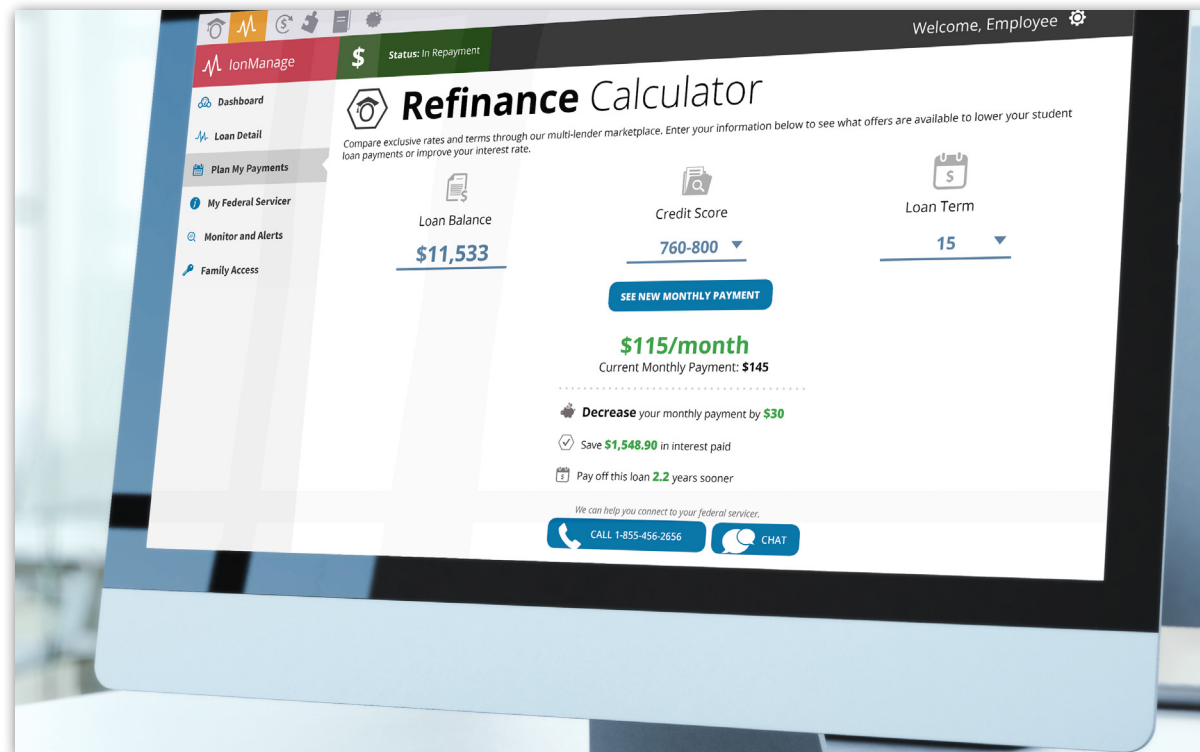 Welcome, Employee
IonManage
$ Status: In Repayment
Dashboard
Loan Detail
Plan My Payments
My Federal Servicer
Monitor and Alerts
Family Access
Refinance Calculator
Compare exclusive rates and terms through our multi-lender marketplace. Enter your information below to see what offers are available to lower your student
loan payments or improve your interest rate.
Loan Balance
$11,533
Credit Score
760-800
Loan Term
15
SEE NEW MONTHLY PAYMENT
$115/month
Current Monthly Payment: $145
Decrease your monthly payment by $30
Save $1,548.90 in interest paid
Pay off this loan 2.2 years sooner
We can help you connect to your federal servicer.
CALL 1-855-456-2656
CHAT